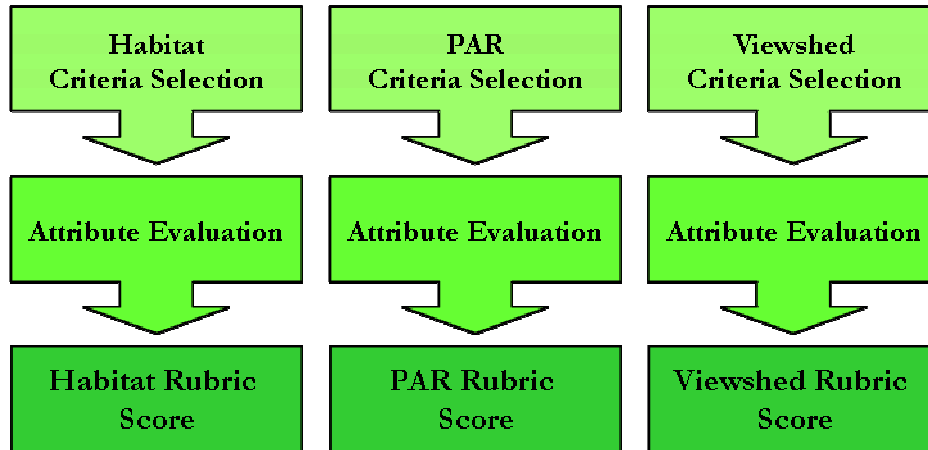 Habitat
Criteria Selection
PAR
Criteria Selection
Viewshed
Criteria Selection
Attribute Evaluation
Attribute Evaluation
Attribute Evaluation
Habitat Rubric
Score
PAR Rubric
Score
Viewshed Rubric
Score